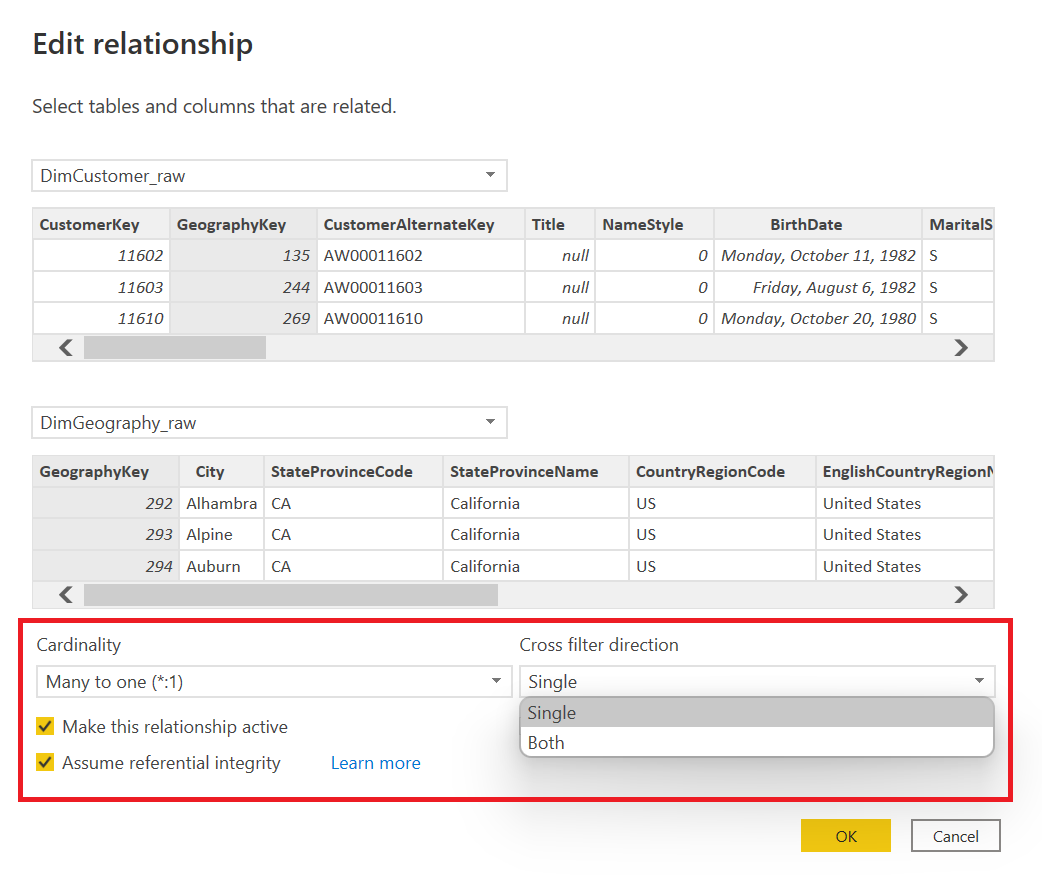 Edit relationship
Select tables and columns that are related.
DimCustomer_raw
CustomerKey GeographyKey CustomerAlternateKey Title NameStyle BirthDate MaritalS
11602 135 AW00011602 null 0 Monday, October 11, 1982 S
11603 244 AW00011603 null 0 Friday, August 6, 1982 S
11610 269 AW00011610 null 0 Monday, October 20, 1980 S
DimGeography_raw
GeographyKey City StateProvinceCode StateProvinceName CountryRegionCode EnglishCountryRegionN
292 Alhambra CA California US United States
293 Alpine CA California US United States
294 Auburn CA California US United States
Cardinality Cross filter direction
Many to one (*:1) Single
Single
Make this relationship active
Both
Assume referential integrity Learn more
OK Cancel